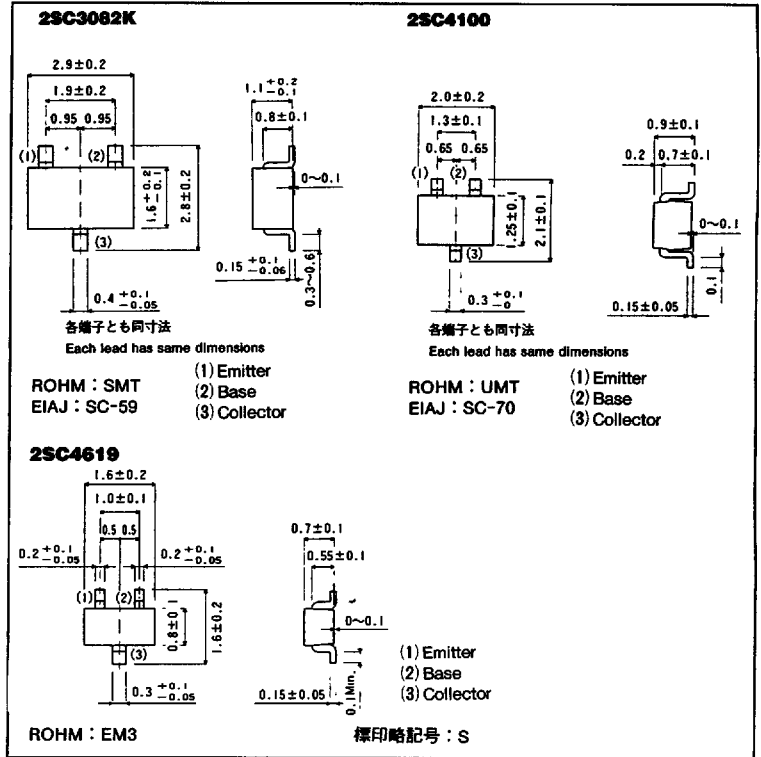 2SC3082K
2.9±0.2
1.9±0.2
0.95 0.95
(1) (2)
(3)
1.6 +0.2 −0.1
2.8±0.2
0.4 +0.1 −0.05
1.1 +0.2 −0.1
0.8±0.1
0~0.1
0.15 +0.1 −0.06
0.3~0.6
各端子とも同寸法
Each lead has same dimensions
ROHM：SMT
EIAJ：SC-59
(1) Emitter
(2) Base
(3) Collector
2SC4100
2.0±0.2
1.3±0.1
0.65 0.65
(1) (2)
(3)
1.25±0.1
2.1±0.1
0.3 +0.1 −0
0.9±0.1
0.2 0.7±0.1
0~0.1
0.15±0.05
0.1
各端子とも同寸法
Each lead has same dimensions
ROHM：UMT
EIAJ：SC-70
(1) Emitter
(2) Base
(3) Collector
2SC4619
1.6±0.2
1.0±0.1
0.5 0.5
0.2 +0.1 −0.05
0.2 +0.1 −0.05
(1) (2)
(3)
0.8±0.1
1.6±0.2
0.3 +0.1 −0.05
0.7±0.1
0.55±0.1
0~0.1
0.15±0.05
0.1Min.
(1) Emitter
(2) Base
(3) Collector
ROHM：EM3
標印略記号：S